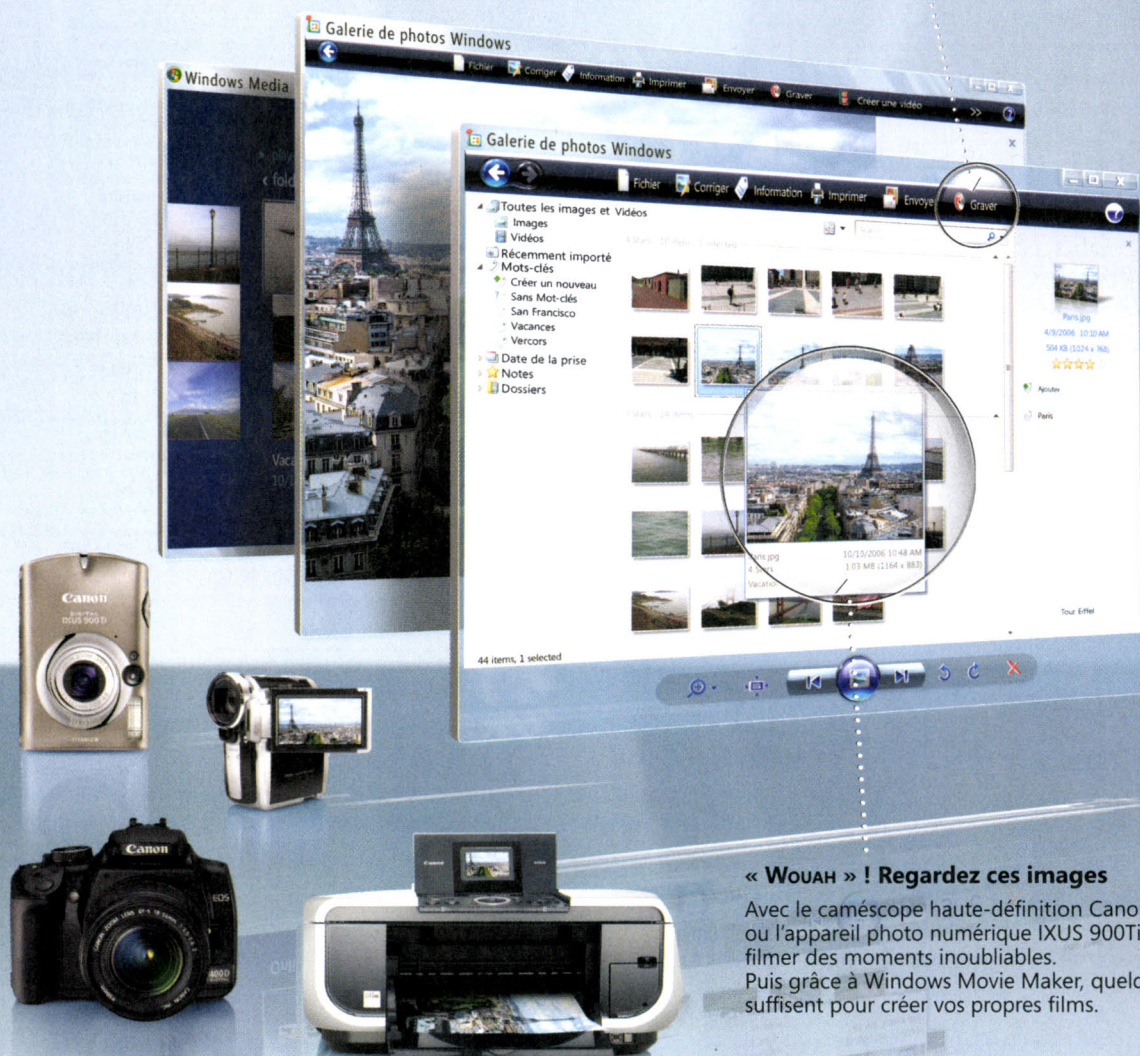 Galerie de photos Windows
Fichier Corriger Information Imprimer Envoyer Graver Créer une vidéo >> ?
Windows Media
Galerie de photos Windows
Fichier Corriger Information Imprimer Envoye Graver ?
Toutes les images et Vidéos
Images
Vidéos
Récemment importé
Mots-clés
Créer un nouveau
Sans Mot-clés
San Francisco
Vacances
Vercors
Date de la prise
Notes
Dossiers
Paris.jpg
4/9/2006 10:10 AM
504 KB (1024 x 768)
Ajouter
Paris
10/10/2006 10:48 AM
4 Stars 1.03 MB (1164 x 883)
Vacatio
Tour Eiffel
44 items, 1 selected
Canon
DIGITAL
IXUS 900 Ti
TITANIUM
Canon
EOS
400D
Canon
« WOUAH » ! Regardez ces images
Avec le caméscope haute-définition Cano
ou l'appareil photo numérique IXUS 900Ti
filmer des moments inoubliables.
Puis grâce à Windows Movie Maker, quelq
suffisent pour créer vos propres films.